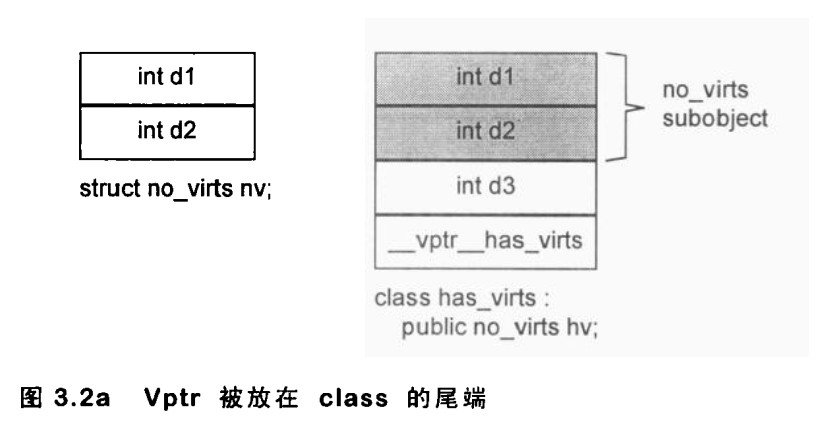 int d1
int d2
struct no_virts nv;
int d1
int d2
no_virts
subobject
int d3
__vptr__has_virts
class has_virts :
public no_virts hv;
图 3.2a Vptr 被放在 class 的尾端